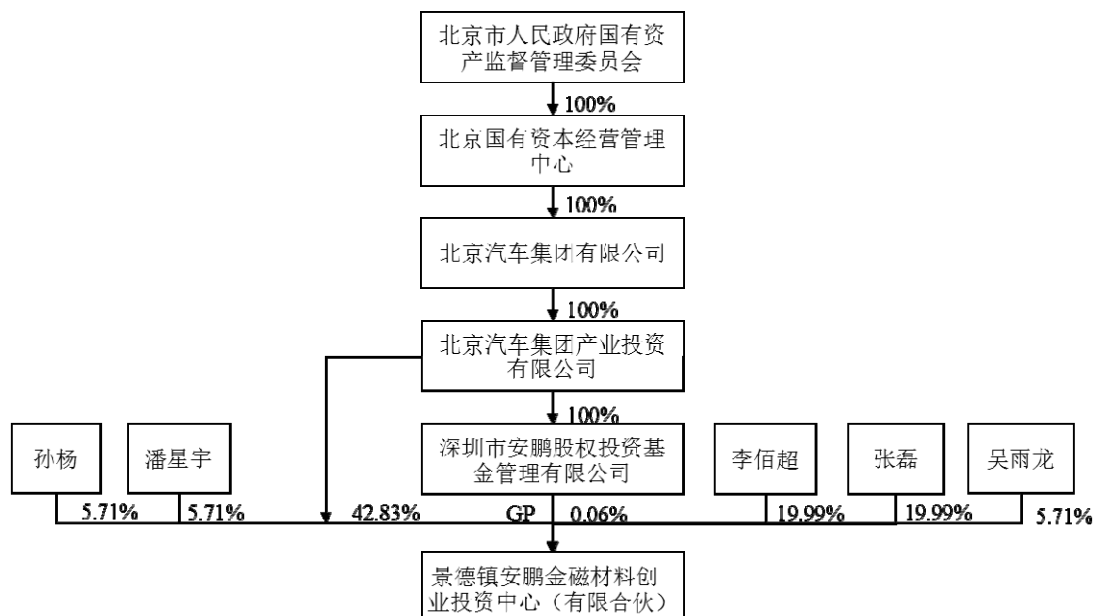 北京市人民政府国有资
产监督管理委员会
100%
北京国有资本经营管理
中心
100%
北京汽车集团有限公司
100%
北京汽车集团产业投资
有限公司
100%
孙杨
潘星宇
深圳市安鹏股权投资基
金管理有限公司
李佰超
张磊
吴雨龙
5.71%
5.71%
42.83%
GP
0.06%
19.99%
19.99%
5.71%
景德镇安鹏金磁材料创
业投资中心（有限合伙）